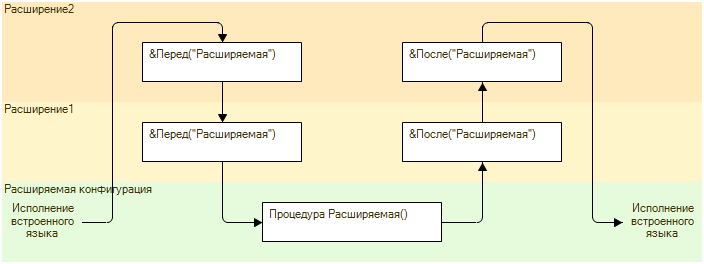 Расширение2
&Перед("Расширяемая")
&После("Расширяемая")
Расширение1
&Перед("Расширяемая")
&После("Расширяемая")
Расширяемая конфигурация
Исполнение
встроенного
языка
Процедура Расширяемая()
Исполнение
встроенного
языка